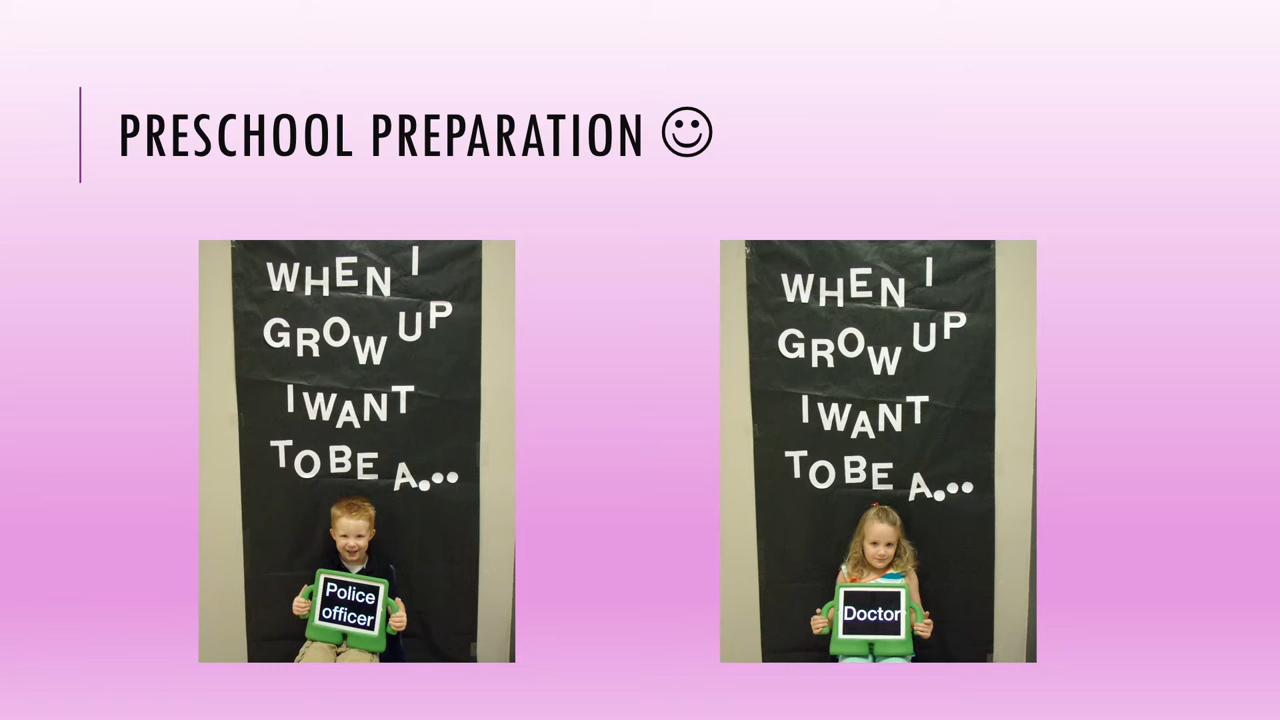 PRESCHOOL PREPARATION ☺
WHEN I
GROW UP
I WANT
TO BE A...
Police
officer
WHEN I
GROW UP
I WANT
TO BE A...
Doctor